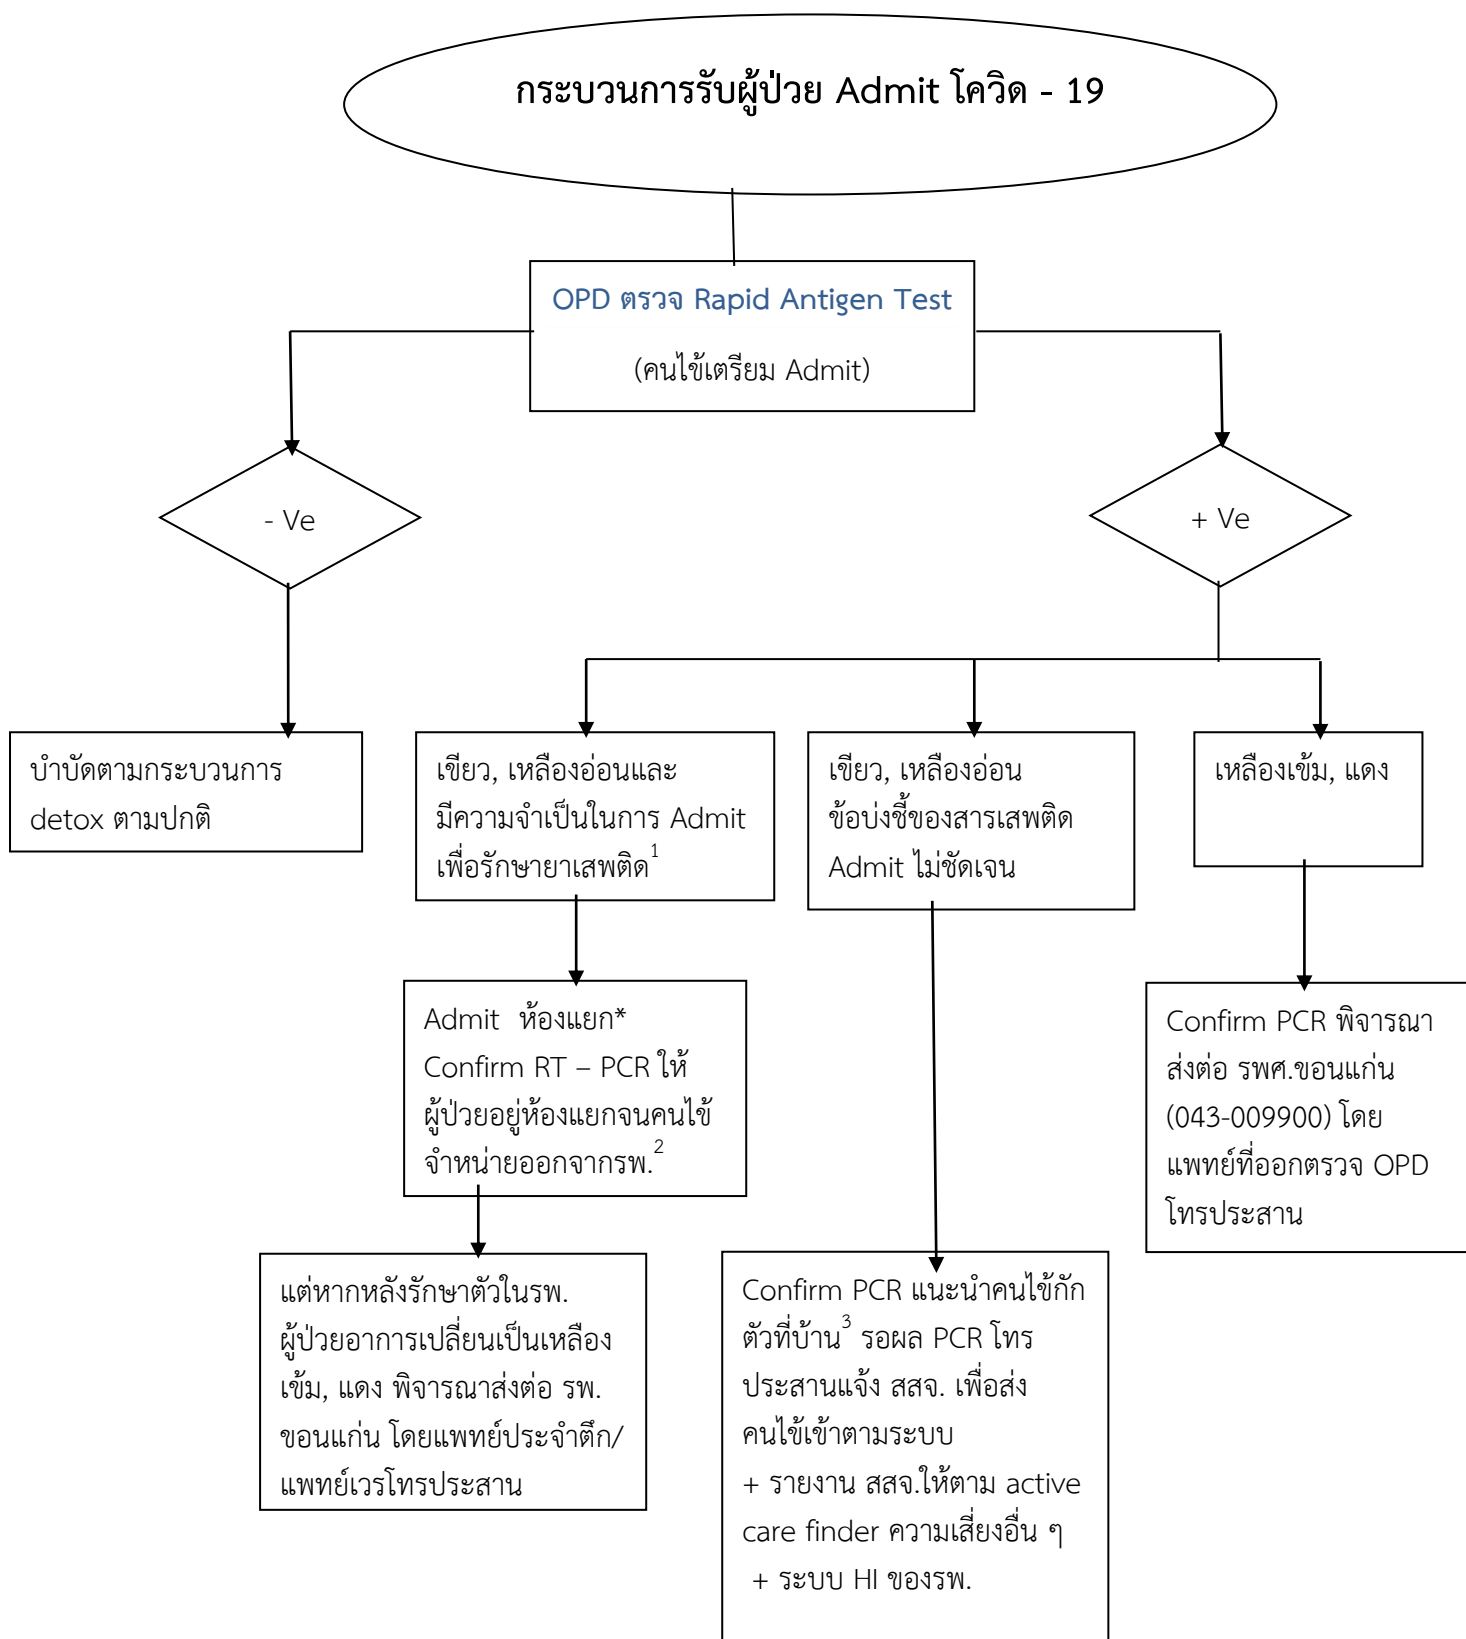 กระบวนการรับผู้ป่วย Admit โควิด - 19
OPD ตรวจ Rapid Antigen Test
(คนไข้เตรียม Admit)
- Ve
+ Ve
บำบัดตามกระบวนการ
detox ตามปกติ
เขียว, เหลืองอ่อนและ
มีความจำเป็นในการ Admit
เพื่อรักษายาเสพติด1
เขียว, เหลืองอ่อน
ข้อบ่งชี้ของสารเสพติด
Admit ไม่ชัดเจน
เหลืองเข้ม, แดง
Admit ห้องแยก*
Confirm RT – PCR ให้
ผู้ป่วยอยู่ห้องแยกจนคนไข้
จำหน่ายออกจากรพ.2
Confirm PCR พิจารณา
ส่งต่อ รพศ.ขอนแก่น
(043-009900) โดย
แพทย์ที่ออกตรวจ OPD
โทรประสาน
แต่หากหลังรักษาตัวในรพ.
ผู้ป่วยอาการเปลี่ยนเป็นเหลือง
เข้ม, แดง พิจารณาส่งต่อ รพ.
ขอนแก่น โดยแพทย์ประจำตึก/
แพทย์เวรโทรประสาน
Confirm PCR แนะนำคนไข้กัก
ตัวที่บ้าน3 รอผล PCR โทร
ประสานแจ้ง สสจ. เพื่อส่ง
คนไข้เข้าตามระบบ
+ รายงาน สสจ.ให้ตาม active
care finder ความเสี่ยงอื่น ๆ
+ ระบบ HI ของรพ.